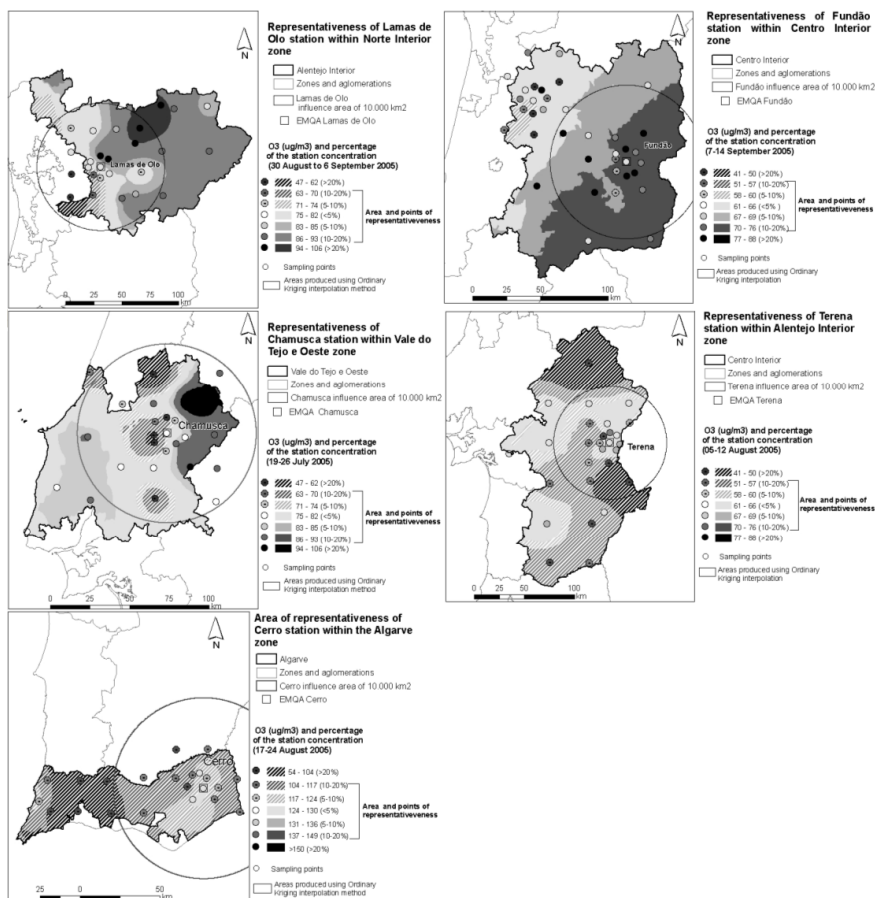 Representativeness of Lamas de
Olo station within Norte Interior
zone
N
Alentejo Interior
Zones and aglomerations
Lamas de Olo
influence area of 10.000 km2
EMQA Lamas de Olo
O3 (ug/m3) and percentage
of the station concentration
(30 August to 6 September 2005)
47 - 62 (>20%)
63 - 70 (10-20%)
71 - 74 (5-10%)
75 - 82 (<5%)
83 - 85 (5-10%)
86 - 93 (10-20%)
94 - 106 (>20%)
Area and points of
representativeveness
Sampling points
Areas produced using Ordinary
Kriging interpolation method
Lamas de Olo
0 25 50 75 100
km
Representativeness of Fundão
station within Centro Interior
zone
N
Centro Interior
Zones and aglomerations
Fundão influence area of 10.000 km2
EMQA Fundão
O3 (ug/m3) and percentage
of the station concentration
(7-14 September 2005)
41 - 50 (>20%)
51 - 57 (10-20%)
58 - 60 (5-10%)
61 - 66 (<5%)
67 - 69 (5-10%)
70 - 76 (10-20%)
77 - 88 (>20%)
Area and points of
representativeveness
Sampling points
Areas produced using Ordinary
Kriging interpolation method
Fundão
0 25 50 75 100
km
Representativeness of
Chamusca station within Vale do
Tejo e Oeste zone
N
Vale do Tejo e Oeste
Zones and aglomerations
Chamusca influence area of 10.000 km2
EMQA Chamusca
O3 (ug/m3) and percentage
of the station concentration
(19-26 July 2005)
47 - 62 (>20%)
63 - 70 (10-20%)
71 - 74 (5-10%)
75 - 82 (<5%)
83 - 85 (5-10%)
86 - 93 (10-20%)
94 - 106 (>20%)
Area and points of
representativeveness
Sampling points
Areas produced using Ordinary
Kriging interpolation method
Chamusca
0 25 50 75 100
km
Representativeness of Terena
station within Alentejo Interior
zone
N
Centro Interior
Zones and aglomerations
Terena influence area of 10.000 km2
EMQA Terena
O3 (ug/m3) and percentage
of the station concentration
(05-12 August 2005)
41 - 50 (>20%)
51 - 57 (10-20%)
58 - 60 (5-10%)
61 - 66 (<5%)
67 - 69 (5-10%)
70 - 76 (10-20%)
77 - 88 (>20%)
Area and points of
representativeveness
Sampling points
Areas produced using Ordinary
Kriging interpolation
Terena
0 50 100
km
Area of representativeness of
Cerro station within the Algarve
zone
N
Algarve
Zones and aglomerations
Cerro influence area of 10.000 km2
EMQA Cerro
O3 (ug/m3) and percentage
of the station concentration
(17-24 August 2005)
54 - 104 (>20%)
104 - 117 (10-20%)
117 - 124 (5-10%)
124 - 130 (<5%)
131 - 136 (5-10%)
137 - 149 (10-20%)
>150 (>20%)
Area and points of
representativeveness
Sampling points
Areas produced using Ordinary
Kriging interpolation method
Cerro
25 0 50
km